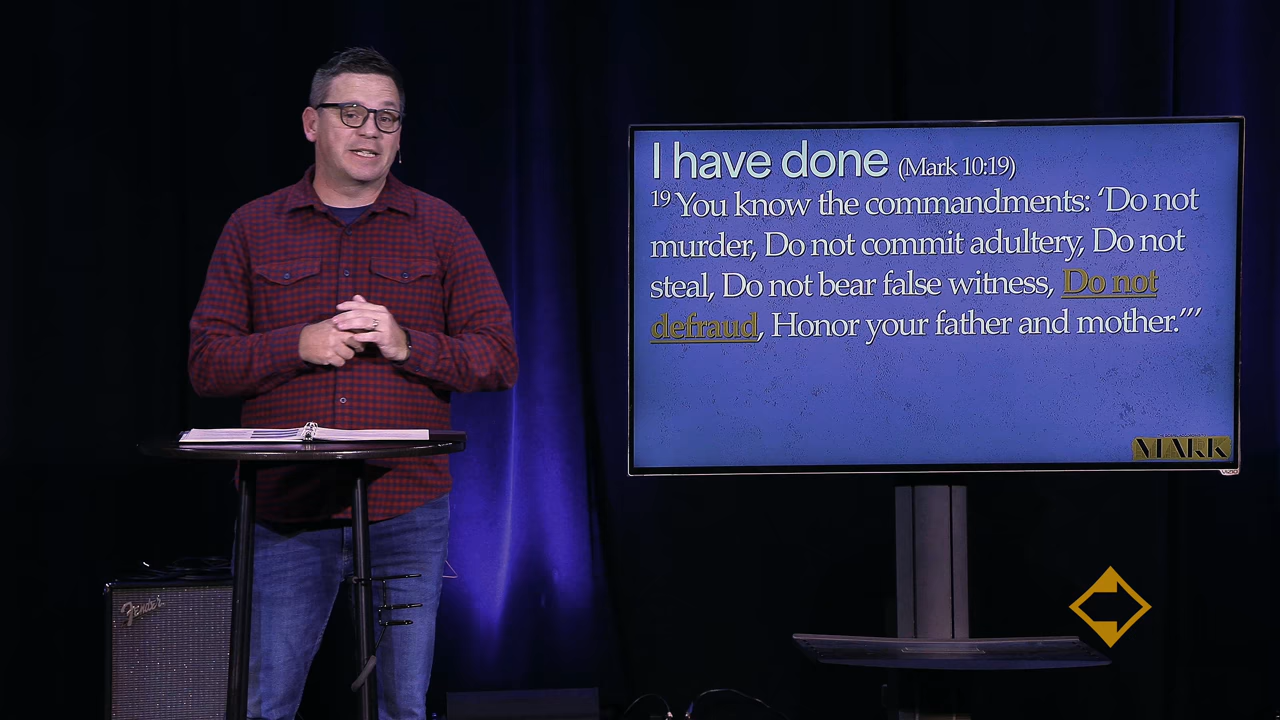 I have done (Mark 10:19)
19 You know the commandments: ‘Do not
murder, Do not commit adultery, Do not
steal, Do not bear false witness, Do not
defraud, Honor your father and mother.”’
MARK
Fender